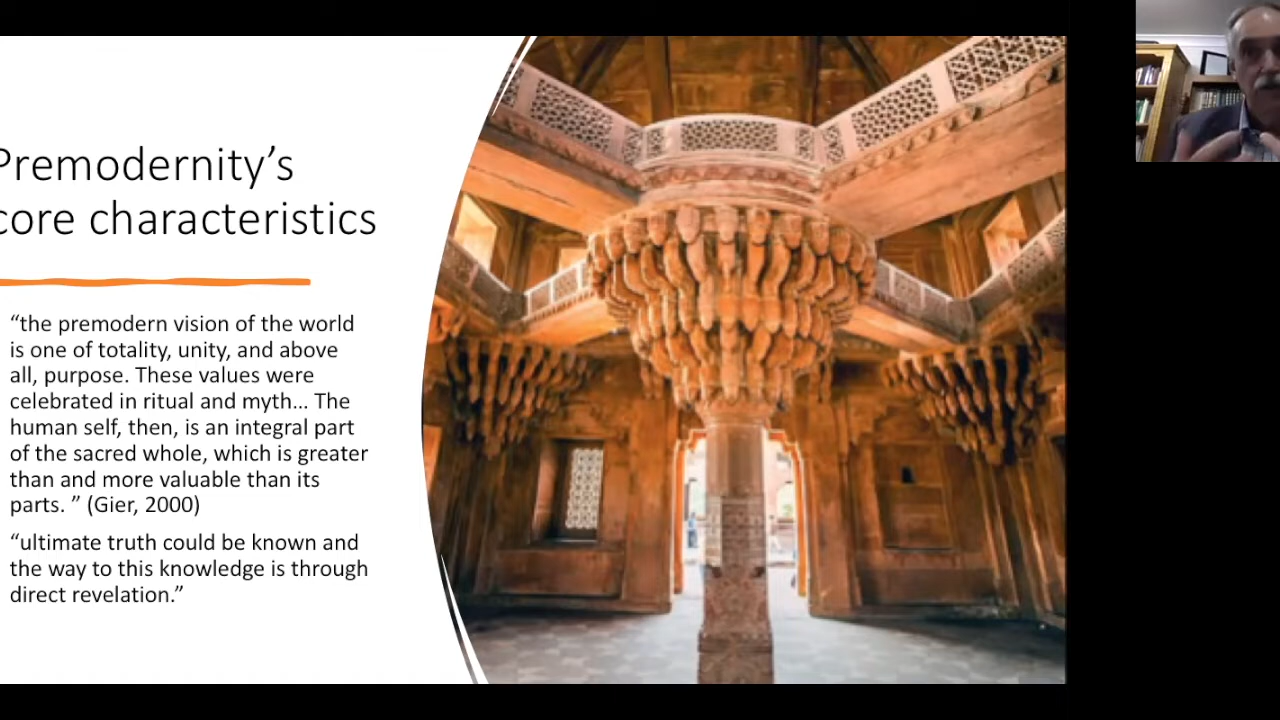 Premodernity’s
core characteristics
“the premodern vision of the world
is one of totality, unity, and above
all, purpose. These values were
celebrated in ritual and myth... The
human self, then, is an integral part
of the sacred whole, which is greater
than and more valuable than its
parts. ” (Gier, 2000)
“ultimate truth could be known and
the way to this knowledge is through
direct revelation.”